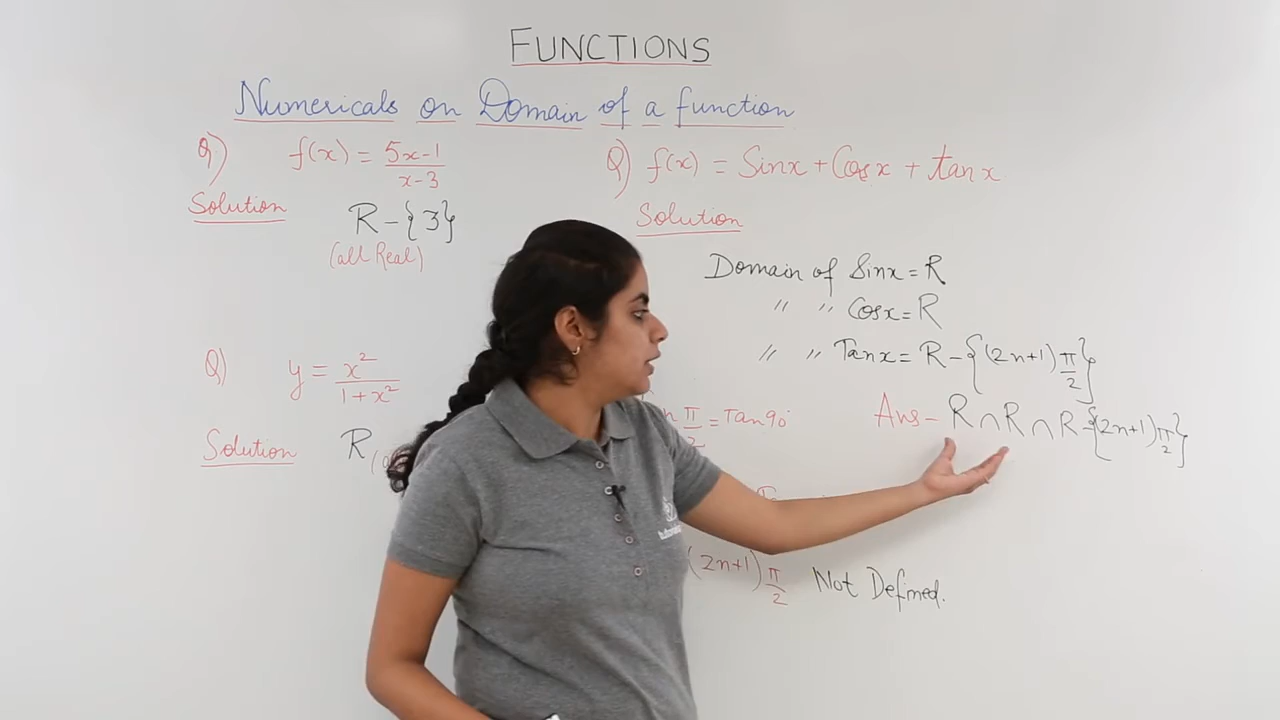 FUNCTIONS
Numericals on Domain of a function
Q) f(x) = 5x-1 / x-3
Solution
R - {3}
(all Real)
Q) y = x² / 1+x²
Solution
R
Q) f(x) = Sinx + Cosx + tanx
Solution
Domain of Sinx = R
" " Cosx = R
" " Tanx = R - {(2n+1) π/2}
π/2 = Tan90°
Ans - R ∩ R ∩ R - {(2n+1) π/2}
(2n+1) π/2 Not Defined.